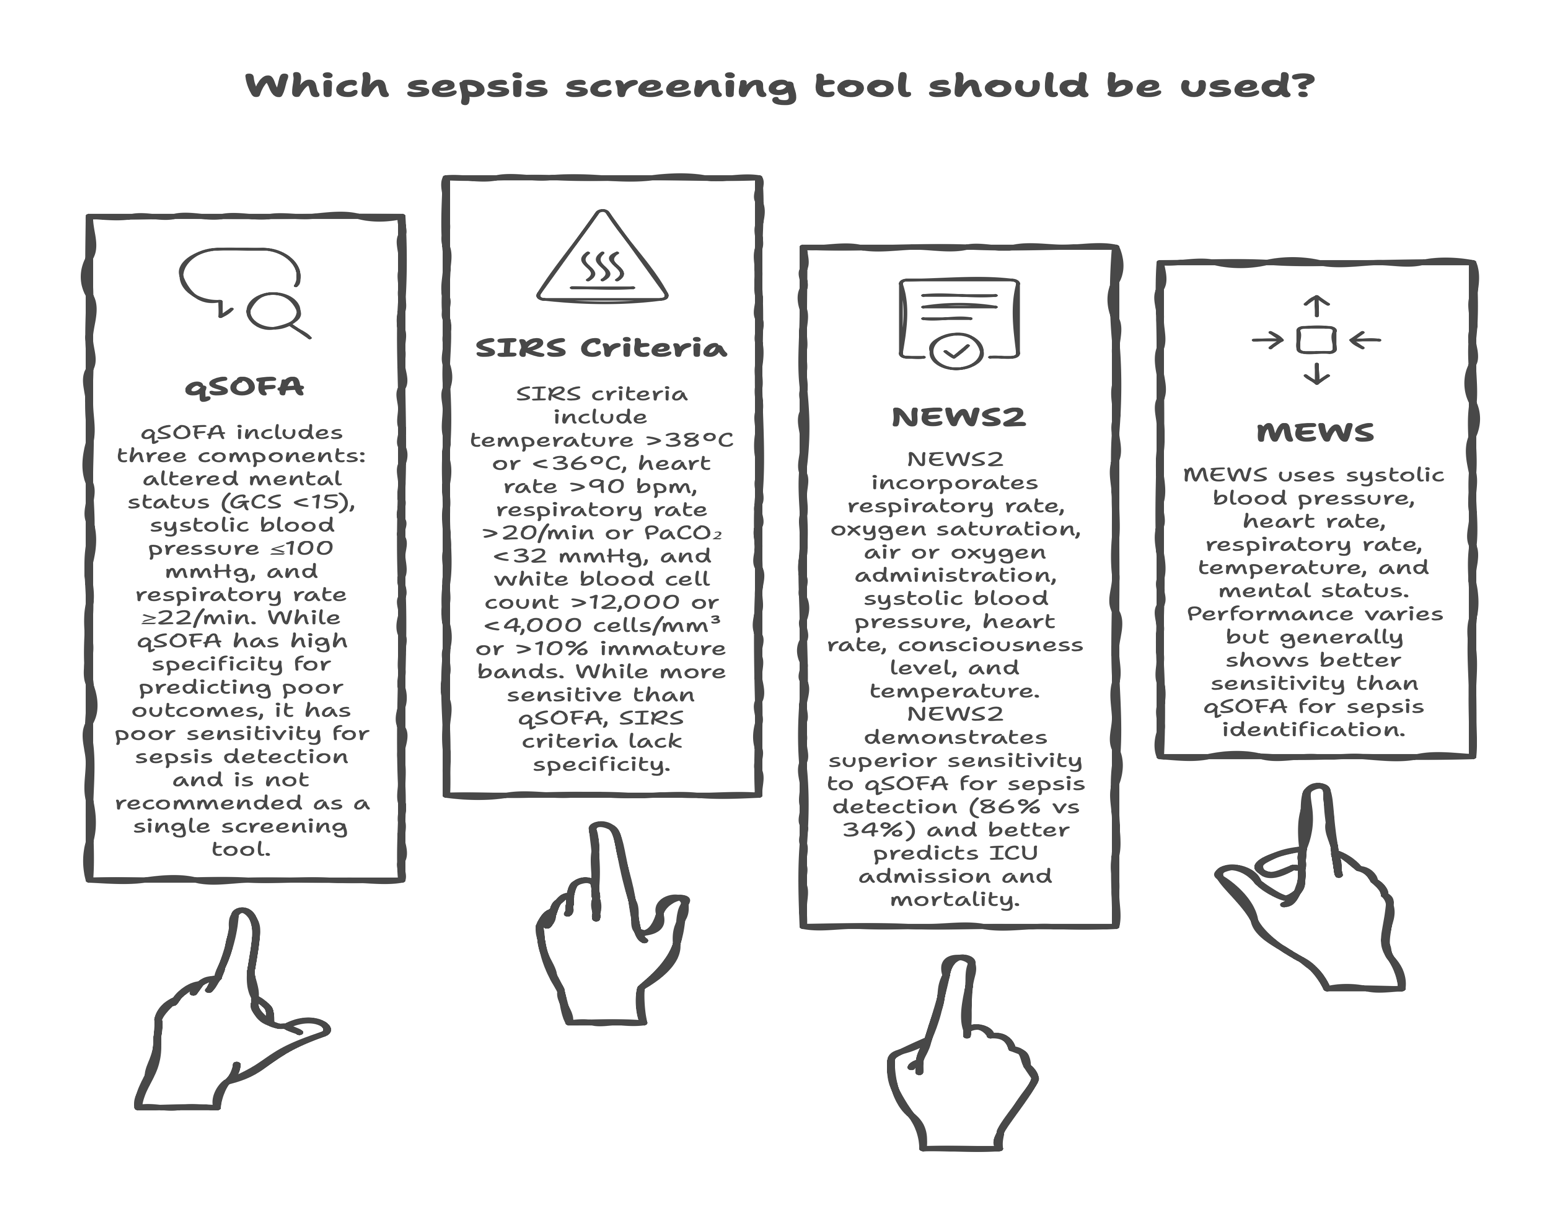 Which sepsis screening tool should be used?
qSOFA
qSOFA includes
three components:
altered mental
status (GCS <15),
systolic blood
pressure ≤100
mmHg, and
respiratory rate
≥22/min. While
qSOFA has high
specificity for
predicting poor
outcomes, it has
poor sensitivity for
sepsis detection
and is not
recommended as a
single screening
tool.
SIRS Criteria
SIRS criteria
include
temperature >38°C
or <36°C, heart
rate >90 bpm,
respiratory rate
>20/min or PaCO₂
<32 mmHg, and
white blood cell
count >12,000 or
<4,000 cells/mm³
or >10% immature
bands. While more
sensitive than
qSOFA, SIRS
criteria lack
specificity.
NEWS2
NEWS2
incorporates
respiratory rate,
oxygen saturation,
air or oxygen
administration,
systolic blood
pressure, heart
rate, consciousness
level, and
temperature.
NEWS2
demonstrates
superior sensitivity
to qSOFA for sepsis
detection (86% vs
34%) and better
predicts ICU
admission and
mortality.
MEWS
MEWS uses systolic
blood pressure,
heart rate,
respiratory rate,
temperature, and
mental status.
Performance varies
but generally
shows better
sensitivity than
qSOFA for sepsis
identification.